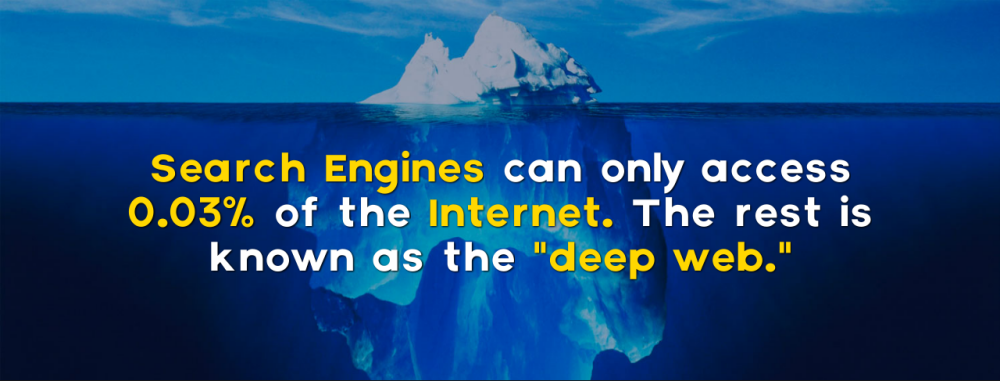 Search Engines can only access
0.03% of the Internet. The rest is
known as the "deep web."